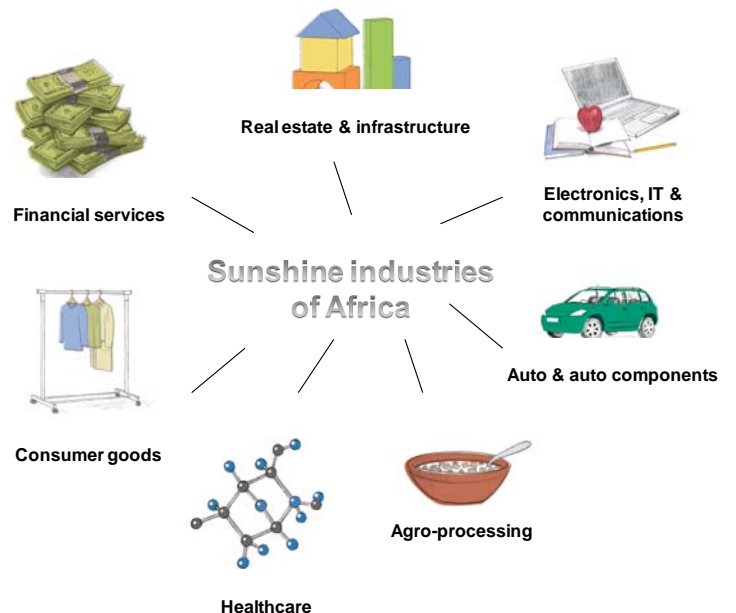 Real estate & infrastructure
Financial services
Electronics, IT &
communications
Sunshine industries
of Africa
Auto & auto components
Consumer goods
Agro-processing
Healthcare